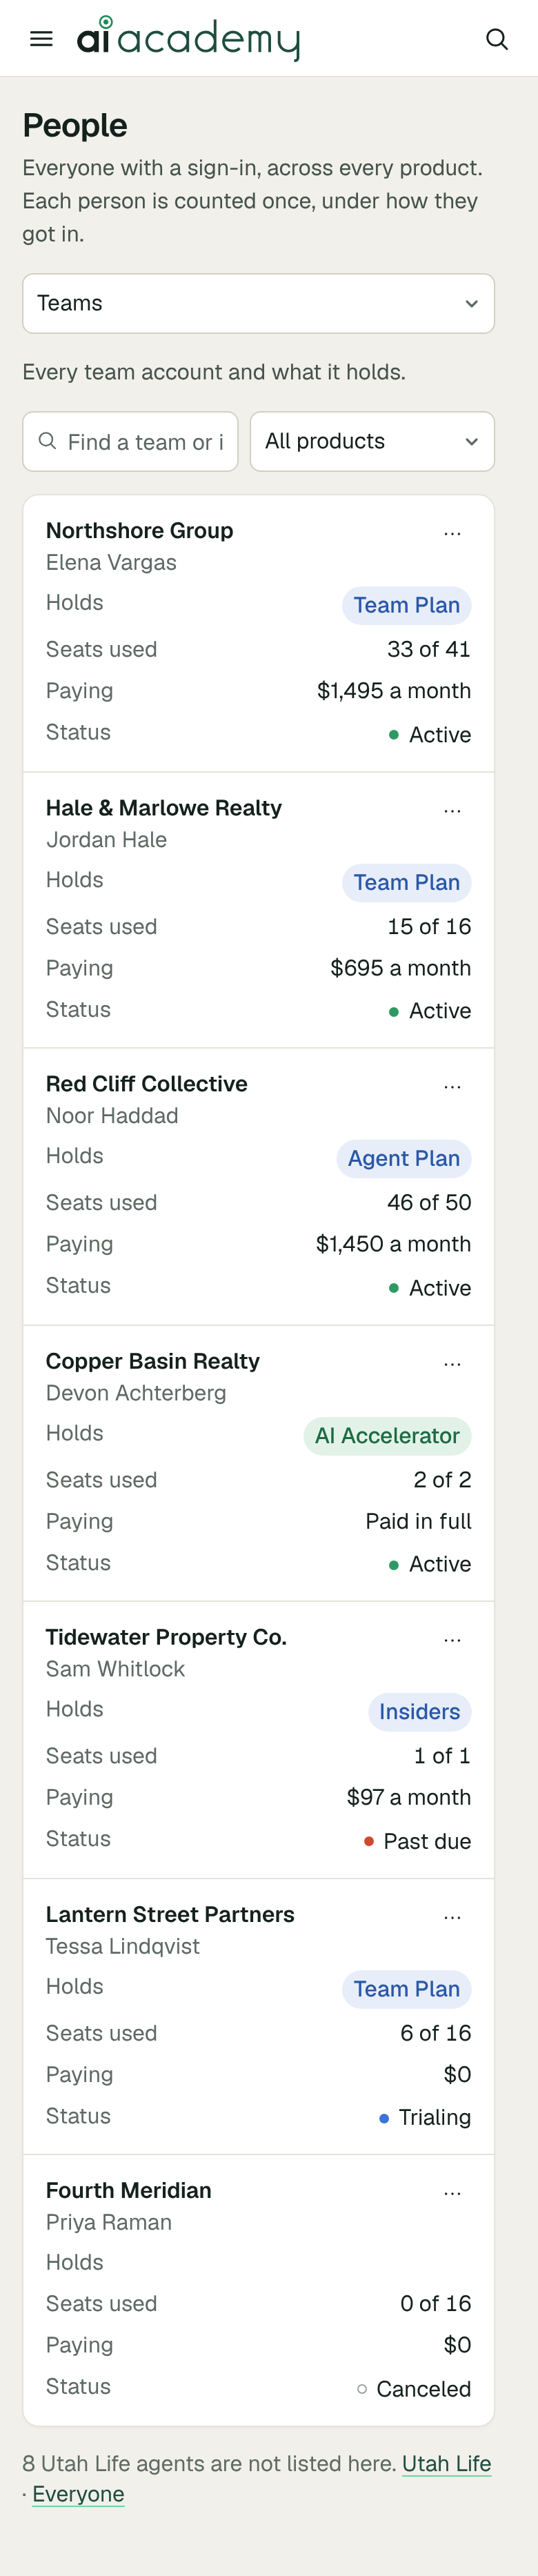 ai academy
People
Everyone with a sign-in, across every product.
Each person is counted once, under how they
got in.
Teams
Every team account and what it holds.
Find a team or i
All products
Northshore Group ...
Elena Vargas
Holds Team Plan
Seats used 33 of 41
Paying $1,495 a month
Status Active
Hale & Marlowe Realty ...
Jordan Hale
Holds Team Plan
Seats used 15 of 16
Paying $695 a month
Status Active
Red Cliff Collective ...
Noor Haddad
Holds Agent Plan
Seats used 46 of 50
Paying $1,450 a month
Status Active
Copper Basin Realty ...
Devon Achterberg
Holds AI Accelerator
Seats used 2 of 2
Paying Paid in full
Status Active
Tidewater Property Co. ...
Sam Whitlock
Holds Insiders
Seats used 1 of 1
Paying $97 a month
Status Past due
Lantern Street Partners ...
Tessa Lindqvist
Holds Team Plan
Seats used 6 of 16
Paying $0
Status Trialing
Fourth Meridian ...
Priya Raman
Holds
Seats used 0 of 16
Paying $0
Status Canceled
8 Utah Life agents are not listed here. Utah Life
· Everyone